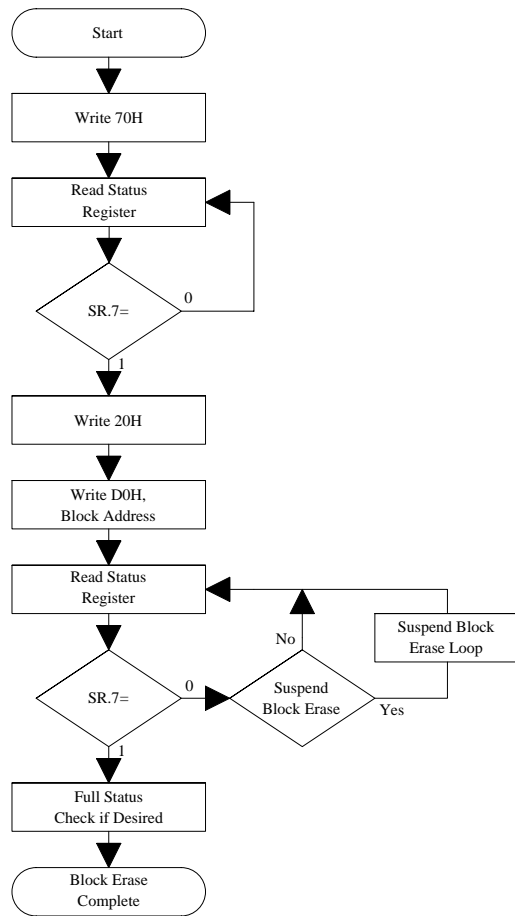 Start
Write 70H
Read Status
Register
SR.7=
0
1
Write 20H
Write D0H,
Block Address
Read Status
Register
No
Suspend Block
Erase Loop
SR.7=
0
Suspend
Block Erase
Yes
1
Full Status
Check if Desired
Block Erase
Complete